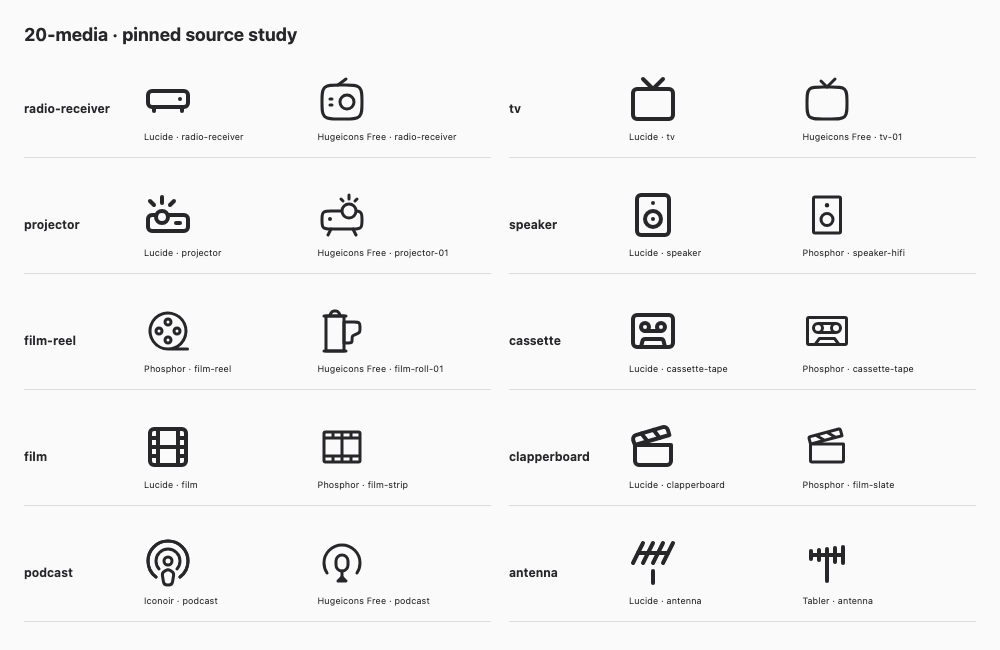 20-media · pinned source study
radio-receiver
Lucide · radio-receiver
Hugeicons Free · radio-receiver
tv
Lucide · tv
Hugeicons Free · tv-01
projector
Lucide · projector
Hugeicons Free · projector-01
speaker
Lucide · speaker
Phosphor · speaker-hifi
film-reel
Phosphor · film-reel
Hugeicons Free · film-roll-01
cassette
Lucide · cassette-tape
Phosphor · cassette-tape
film
Lucide · film
Phosphor · film-strip
clapperboard
Lucide · clapperboard
Phosphor · film-slate
podcast
Iconoir · podcast
Hugeicons Free · podcast
antenna
Lucide · antenna
Tabler · antenna